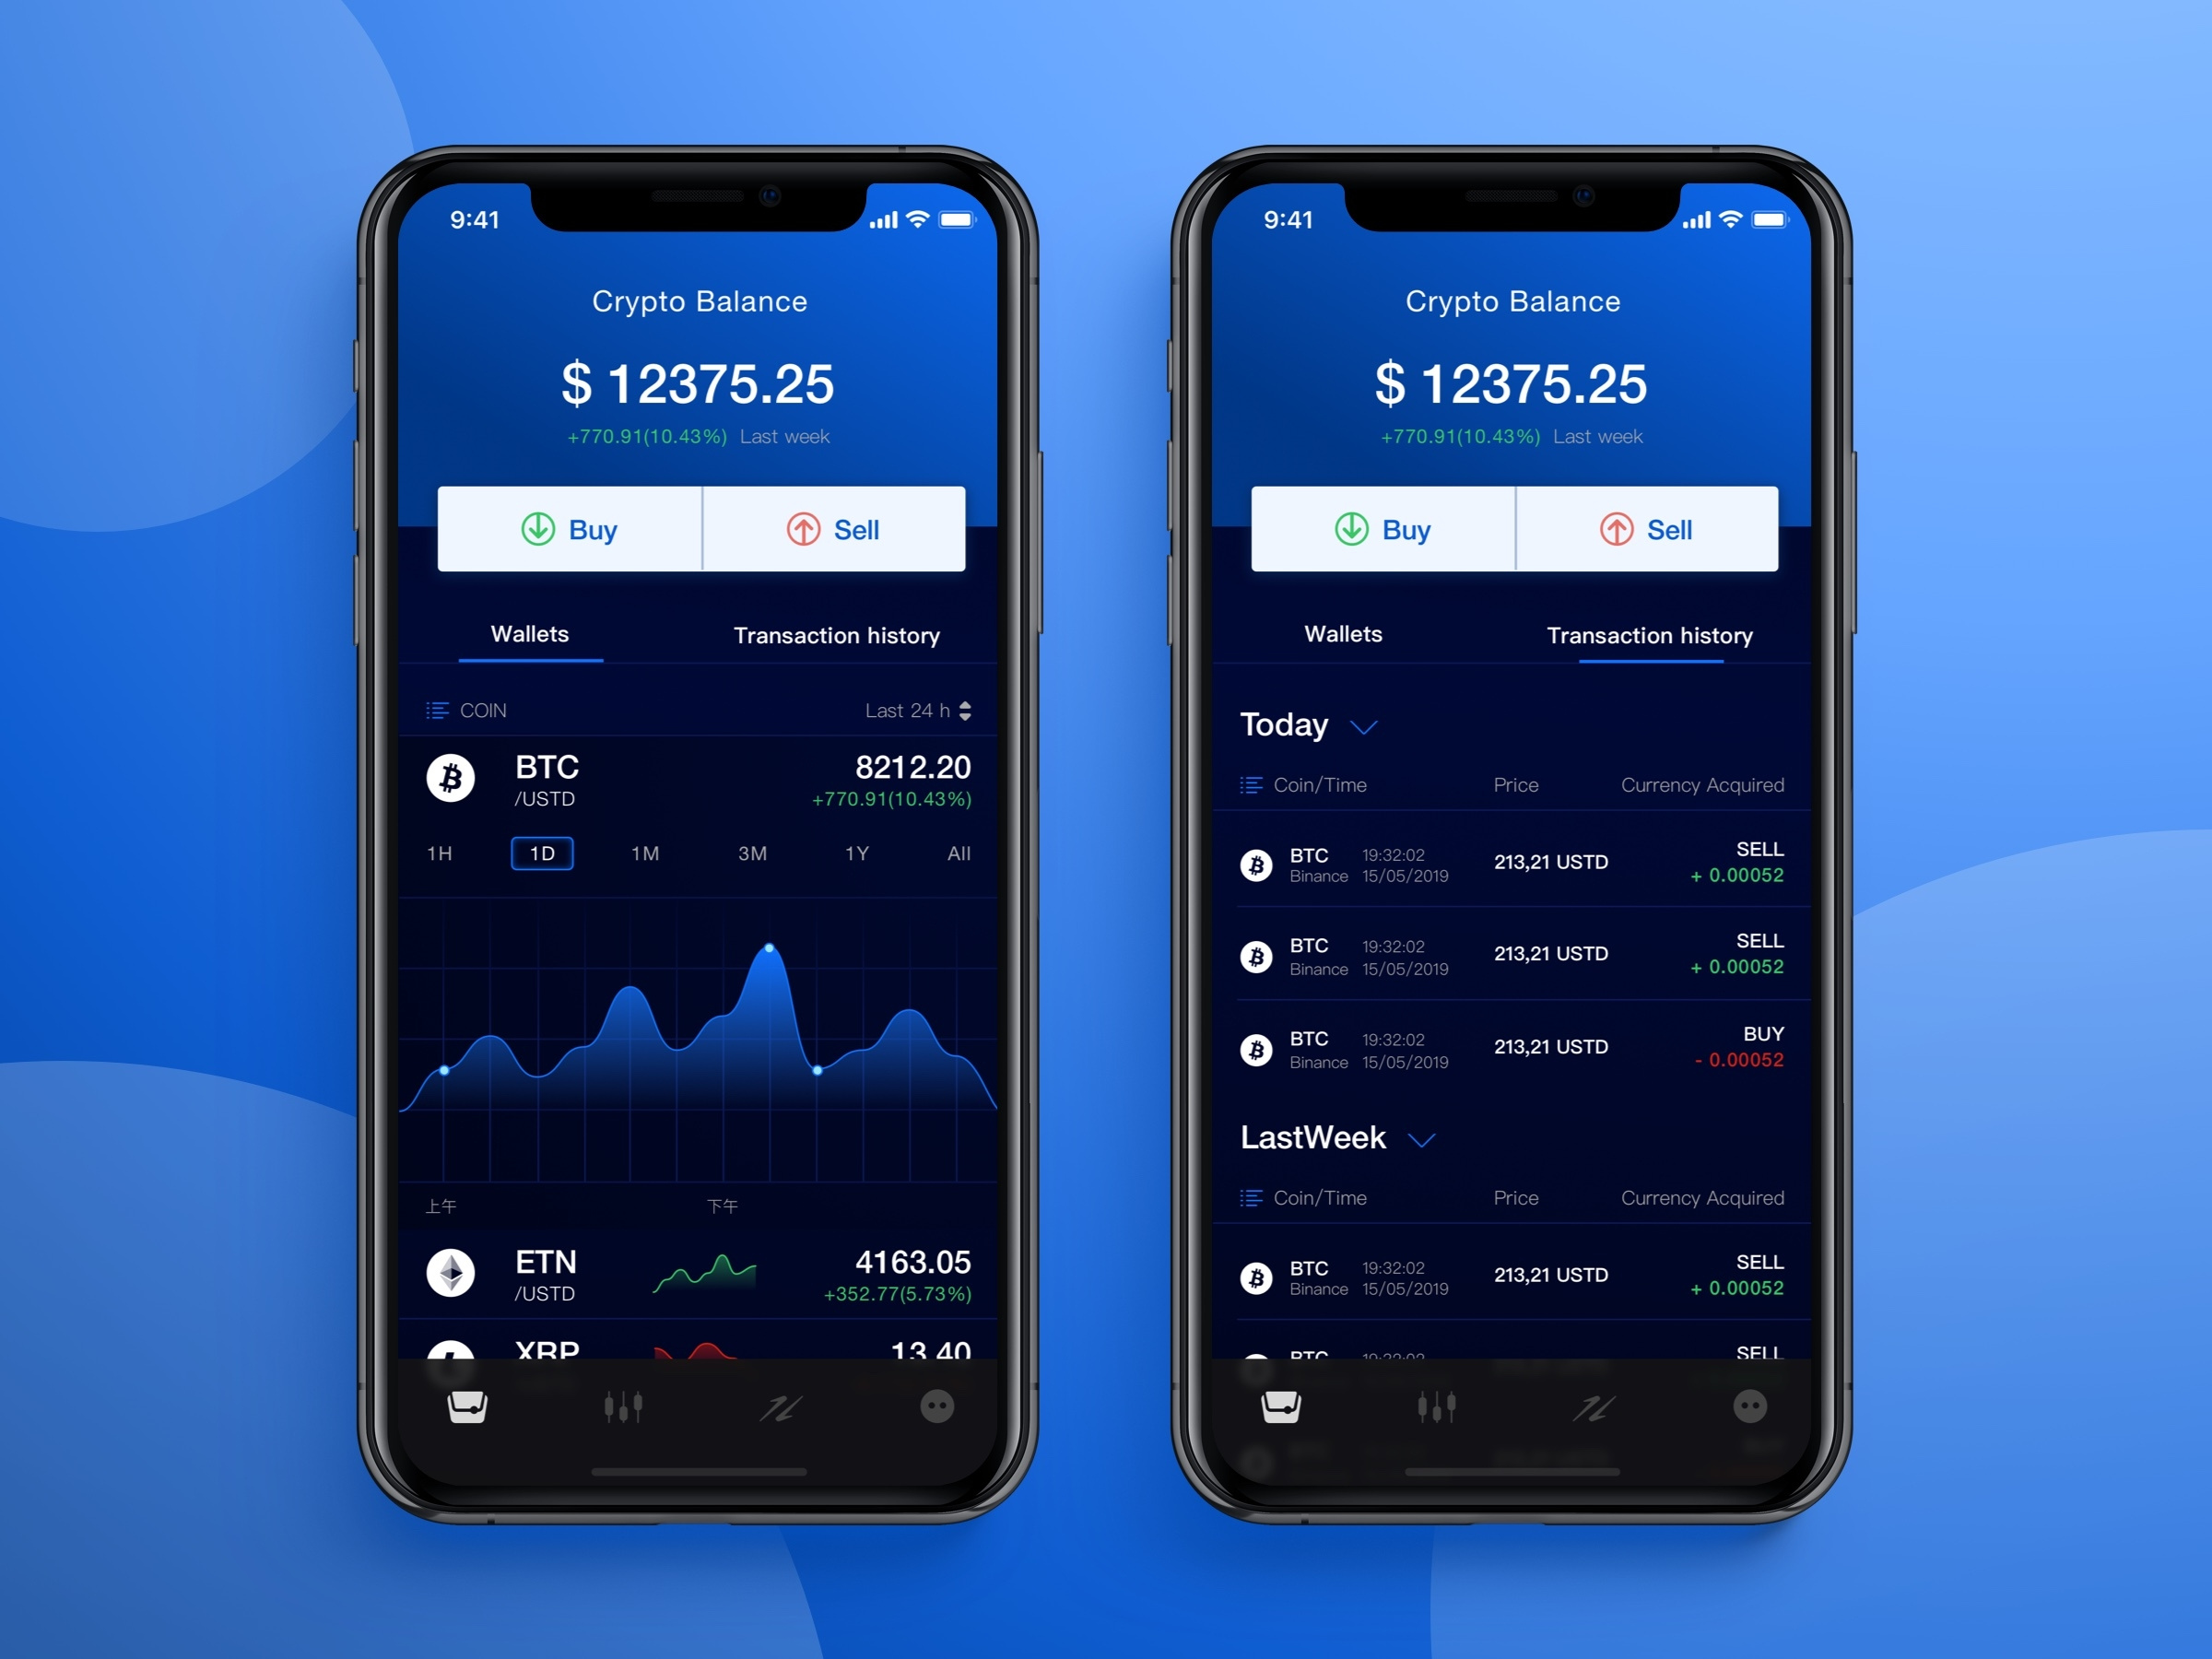 9:41
Crypto Balance
$ 12375.25
+770.91(10.43%) Last week
Buy Sell
Wallets Transaction history
COIN Last 24 h
BTC 8212.20
/USTD +770.91(10.43%)
1H 1D 1M 3M 1Y All
上午 下午
ETN 4163.05
/USTD +352.77(5.73%)
XRP 13.40
9:41
Crypto Balance
$ 12375.25
+770.91(10.43%) Last week
Buy Sell
Wallets Transaction history
Today
Coin/Time Price Currency Acquired
BTC 19:32:02 213,21 USTD SELL
Binance 15/05/2019 + 0.00052
BTC 19:32:02 213,21 USTD SELL
Binance 15/05/2019 + 0.00052
BTC 19:32:02 213,21 USTD BUY
Binance 15/05/2019 - 0.00052
LastWeek
Coin/Time Price Currency Acquired
BTC 19:32:02 213,21 USTD SELL
Binance 15/05/2019 + 0.00052
BTC 19:32:02 SELL